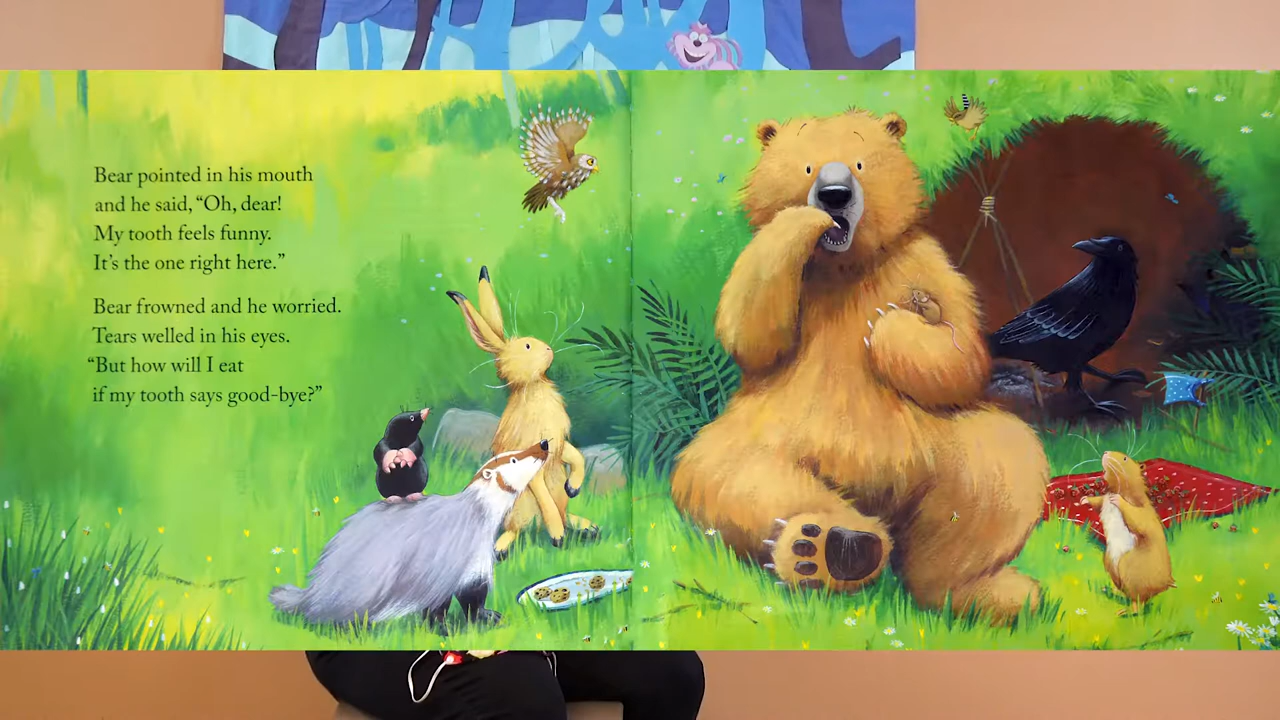 Bear pointed in his mouth
and he said, “Oh, dear!
My tooth feels funny.
It’s the one right here.”
Bear frowned and he worried.
Tears welled in his eyes.
“But how will I eat
if my tooth says good-bye?”